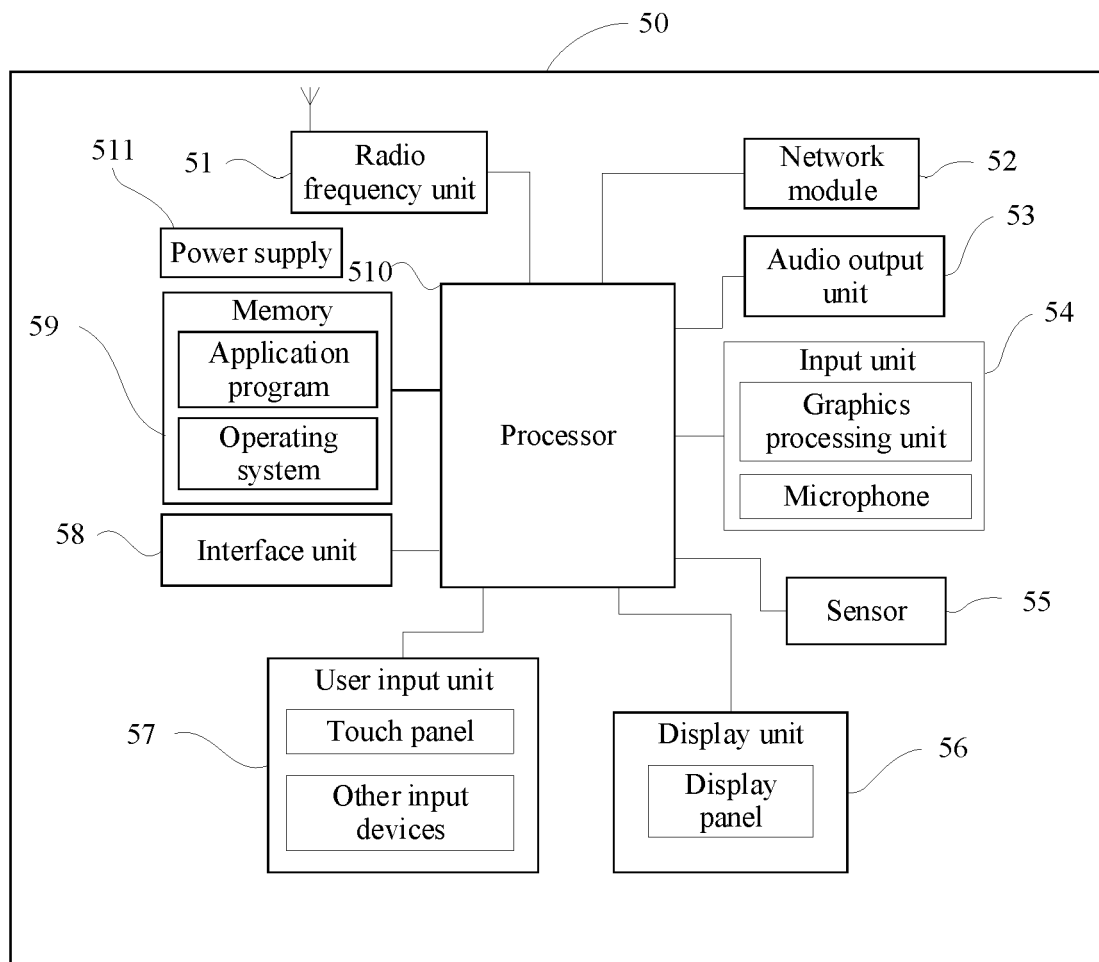 50
51
Radio
frequency unit
Network
module
52
511
Power supply
Audio output
unit
53
510
Memory
Application
program
Operating
system
59
Processor
Input unit
Graphics
processing unit
Microphone
54
58
Interface unit
Sensor
55
User input unit
Touch panel
Other input
devices
57
Display unit
Display
panel
56